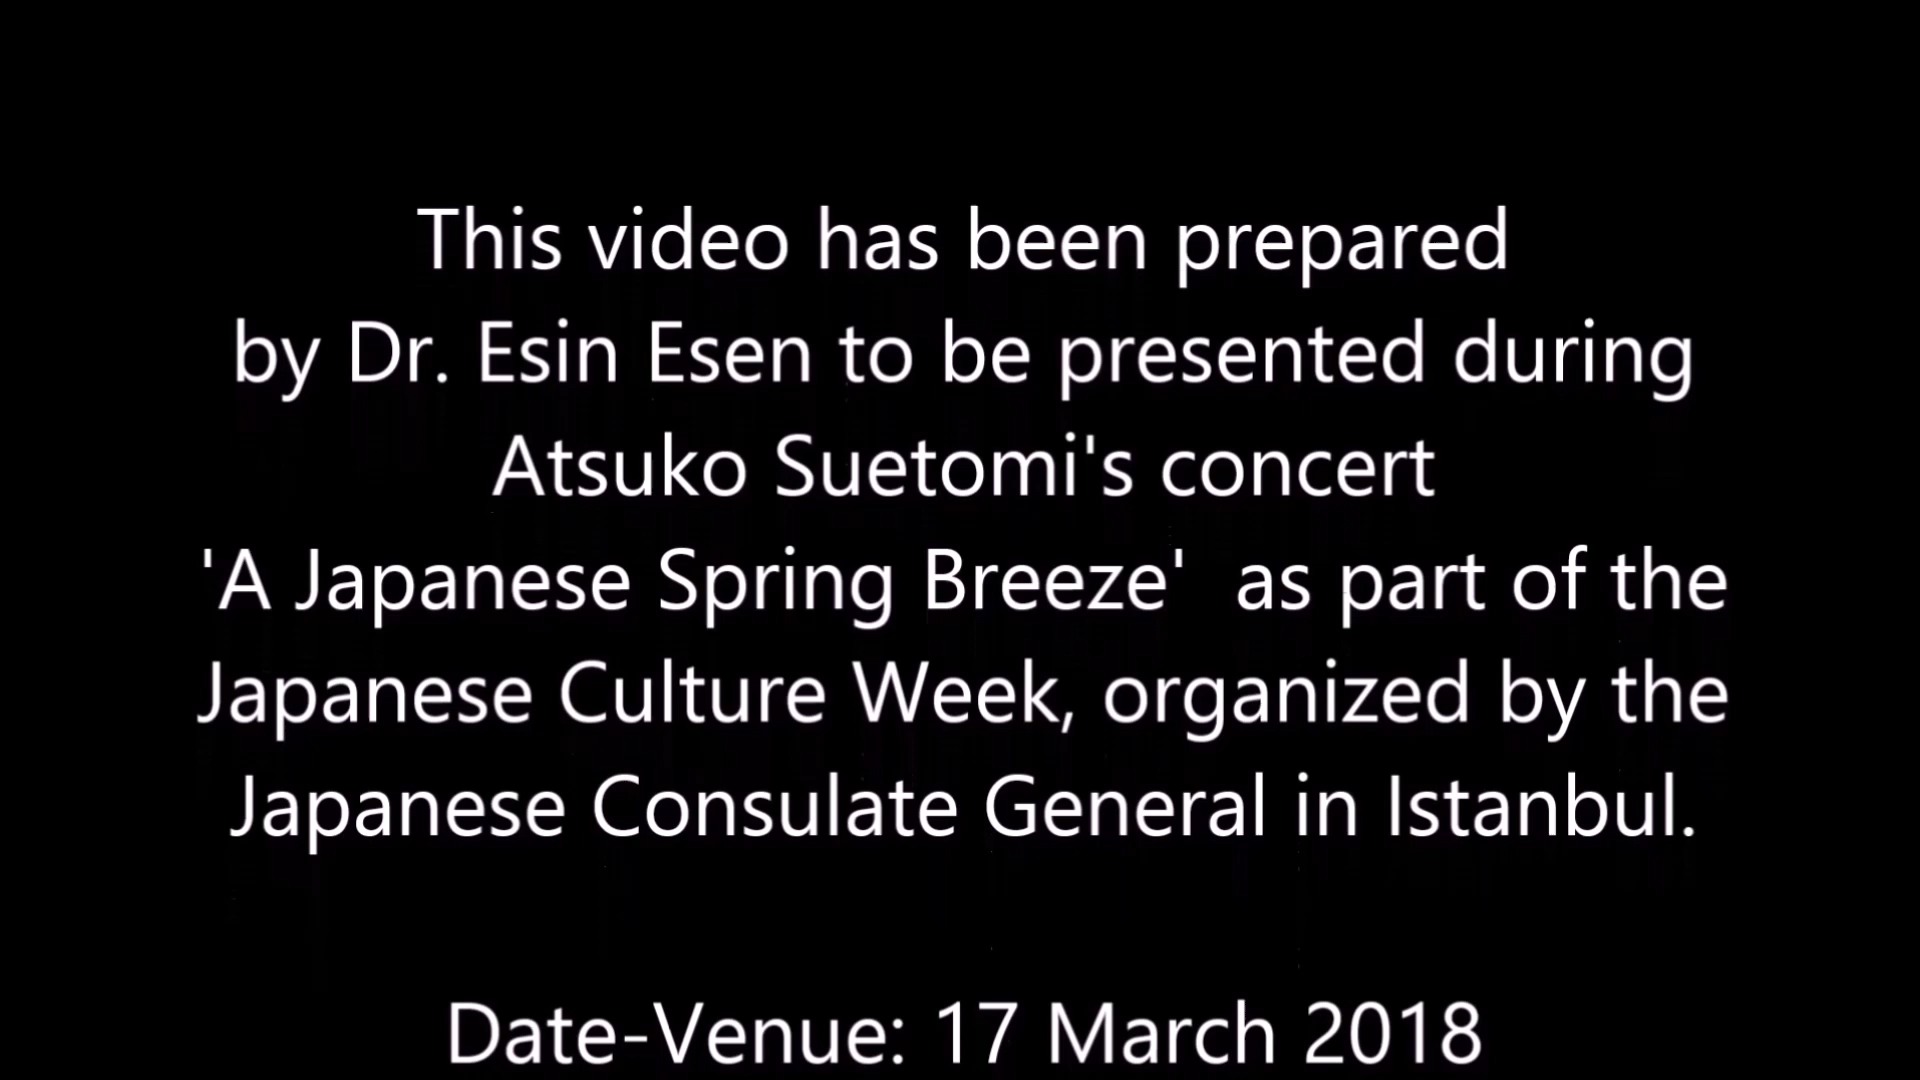 This video has been prepared
by Dr. Esin Esen to be presented during
Atsuko Suetomi's concert
'A Japanese Spring Breeze'  as part of the
Japanese Culture Week, organized by the
Japanese Consulate General in Istanbul.
Date-Venue: 17 March 2018